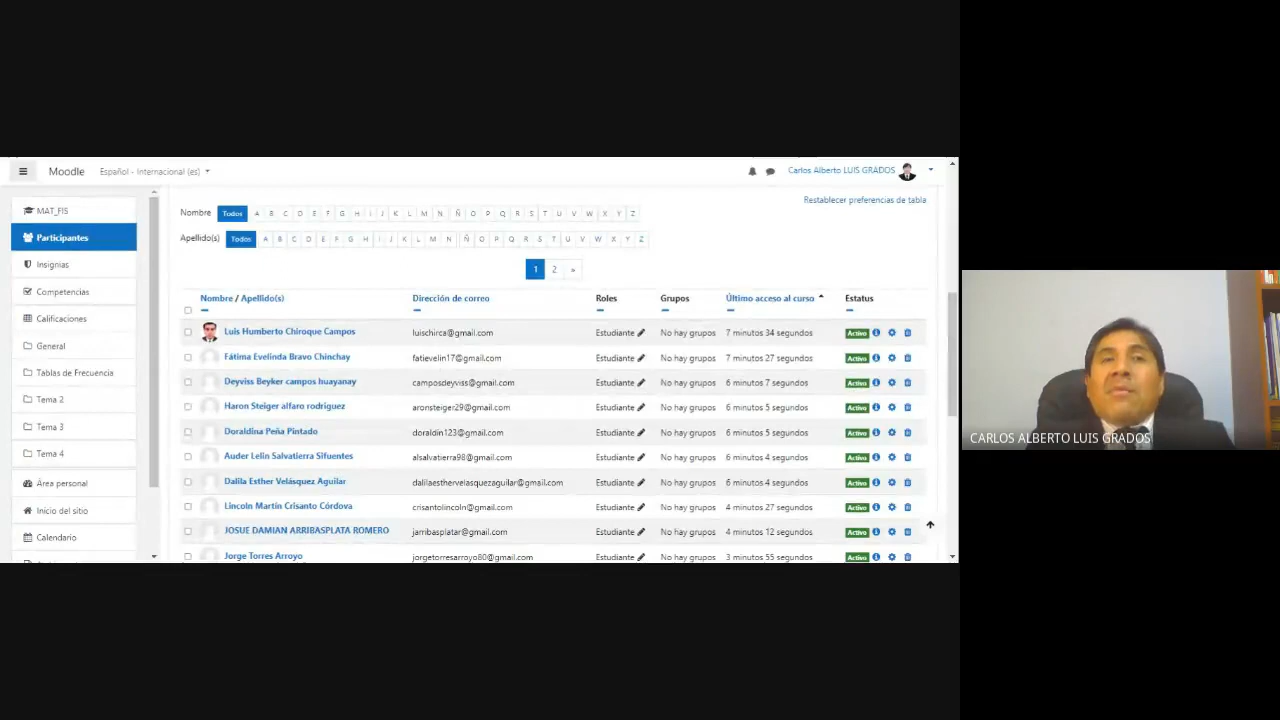 Moodle Español - Internacional (es) Carlos Alberto LUIS GRADOS
Restablecer preferencias de tabla
MAT_FIS
Participantes
Insignias
Competencias
Calificaciones
General
Tablas de Frecuencia
Tema 2
Tema 3
Tema 4
Área personal
Inicio del sitio
Calendario
Nombre Todos A B C D E F G H I J K L M N Ñ O P Q R S T U V W X Y Z
Apellido(s) Todos A B C D E F G H I J K L M N Ñ O P Q R S T U V W X Y Z
1 2 »
Nombre / Apellido(s) Dirección de correo Roles Grupos Último acceso al curso Estatus
Luis Humberto Chiroque Campos luischirca@gmail.com Estudiante No hay grupos 7 minutos 34 segundos Activo
Fátima Evelinda Bravo Chinchay fatievelin17@gmail.com Estudiante No hay grupos 7 minutos 27 segundos Activo
Deyviss Beyker campos huayanay camposdeyviss@gmail.com Estudiante No hay grupos 6 minutos 7 segundos Activo
Haron Steiger alfaro rodriguez aronsteiger29@gmail.com Estudiante No hay grupos 6 minutos 5 segundos Activo
Doraldina Peña Pintado doraldin123@gmail.com Estudiante No hay grupos 6 minutos 5 segundos Activo
Auder Lelin Salvatierra Sifuentes alsalvatierra98@gmail.com Estudiante No hay grupos 6 minutos 4 segundos Activo
Dalila Esther Velásquez Aguilar dalilaesthervelasquezaguilar@gmail.com Estudiante No hay grupos 6 minutos 4 segundos Activo
Lincoln Martín Crisanto Córdova crisantolincoln@gmail.com Estudiante No hay grupos 4 minutos 27 segundos Activo
JOSUE DAMIAN ARRIBASPLATA ROMERO jarribasplatar@gmail.com Estudiante No hay grupos 4 minutos 12 segundos Activo
Jorge Torres Arroyo jorgetorresarroyo80@gmail.com Estudiante No hay grupos 3 minutos 55 segundos Activo
CARLOS ALBERTO LUIS GRADOS